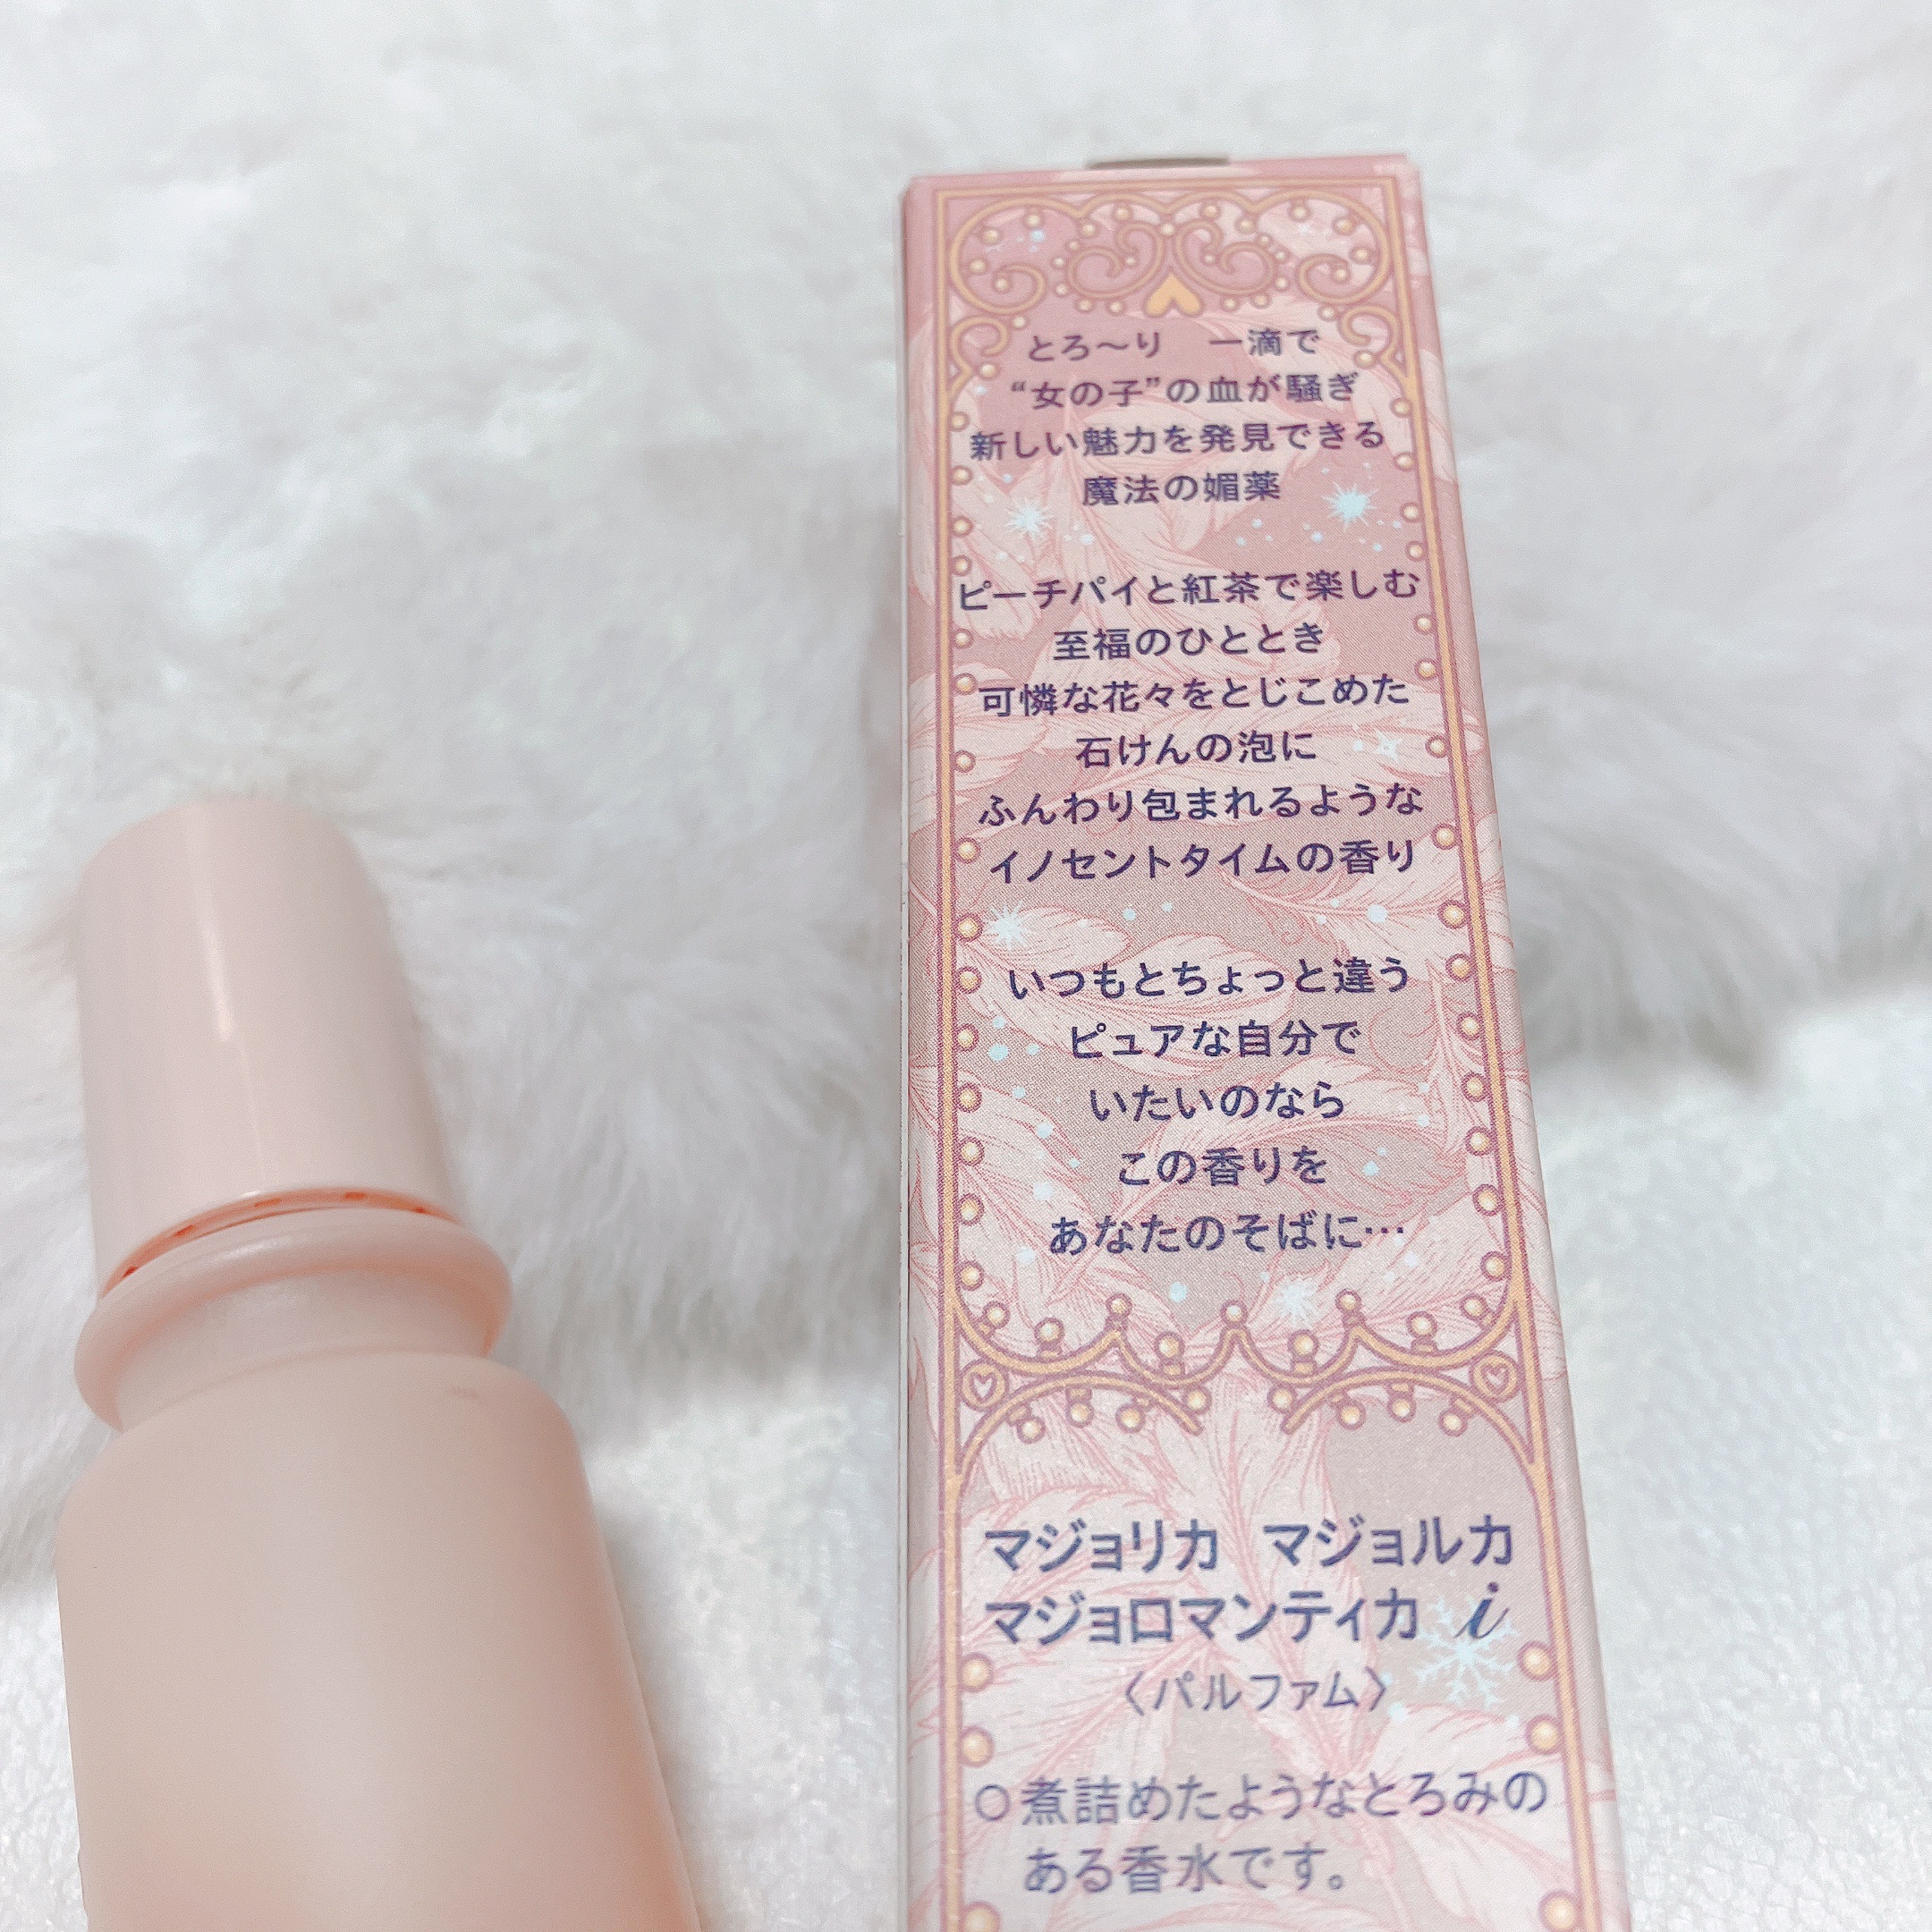 とろ〜り　一滴で
“女の子”の血が騒ぎ
新しい魅力を発見できる
魔法の媚薬
ピーチパイと紅茶で楽しむ
至福のひととき
可憐な花々をとじこめた
石けんの泡に
ふんわり包まれるような
イノセントタイムの香り
いつもとちょっと違う
ピュアな自分で
いたいのなら
この香りを
あなたのそばに…
マジョリカ　マジョルカ
マジョロマンティカ i
〈パルファム〉
○煮詰めたようなとろみの
ある香水です。